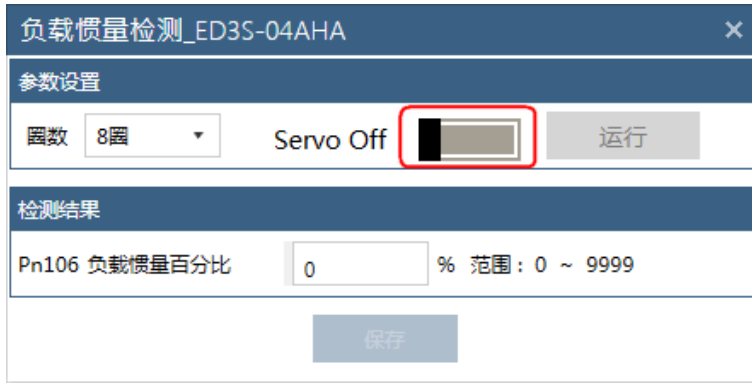 负载惯量检测_ED3S-04AHA
参数设置
圈数 8圈 Servo Off 运行
检测结果
Pn106 负载惯量百分比 0 % 范围：0 ~ 9999
保存